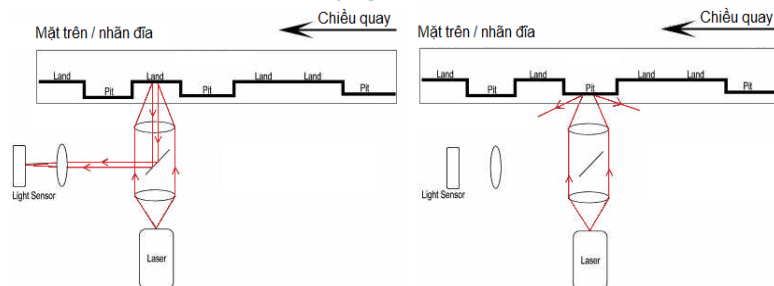 Chiều quay
Mặt trên / nhãn đĩa
Land Land Land Land
Pit Pit Pit
Light Sensor
Laser
Chiều quay
Mặt trên / nhãn đĩa
Land Land Land Land
Pit Pit Pit
Light Sensor
Laser